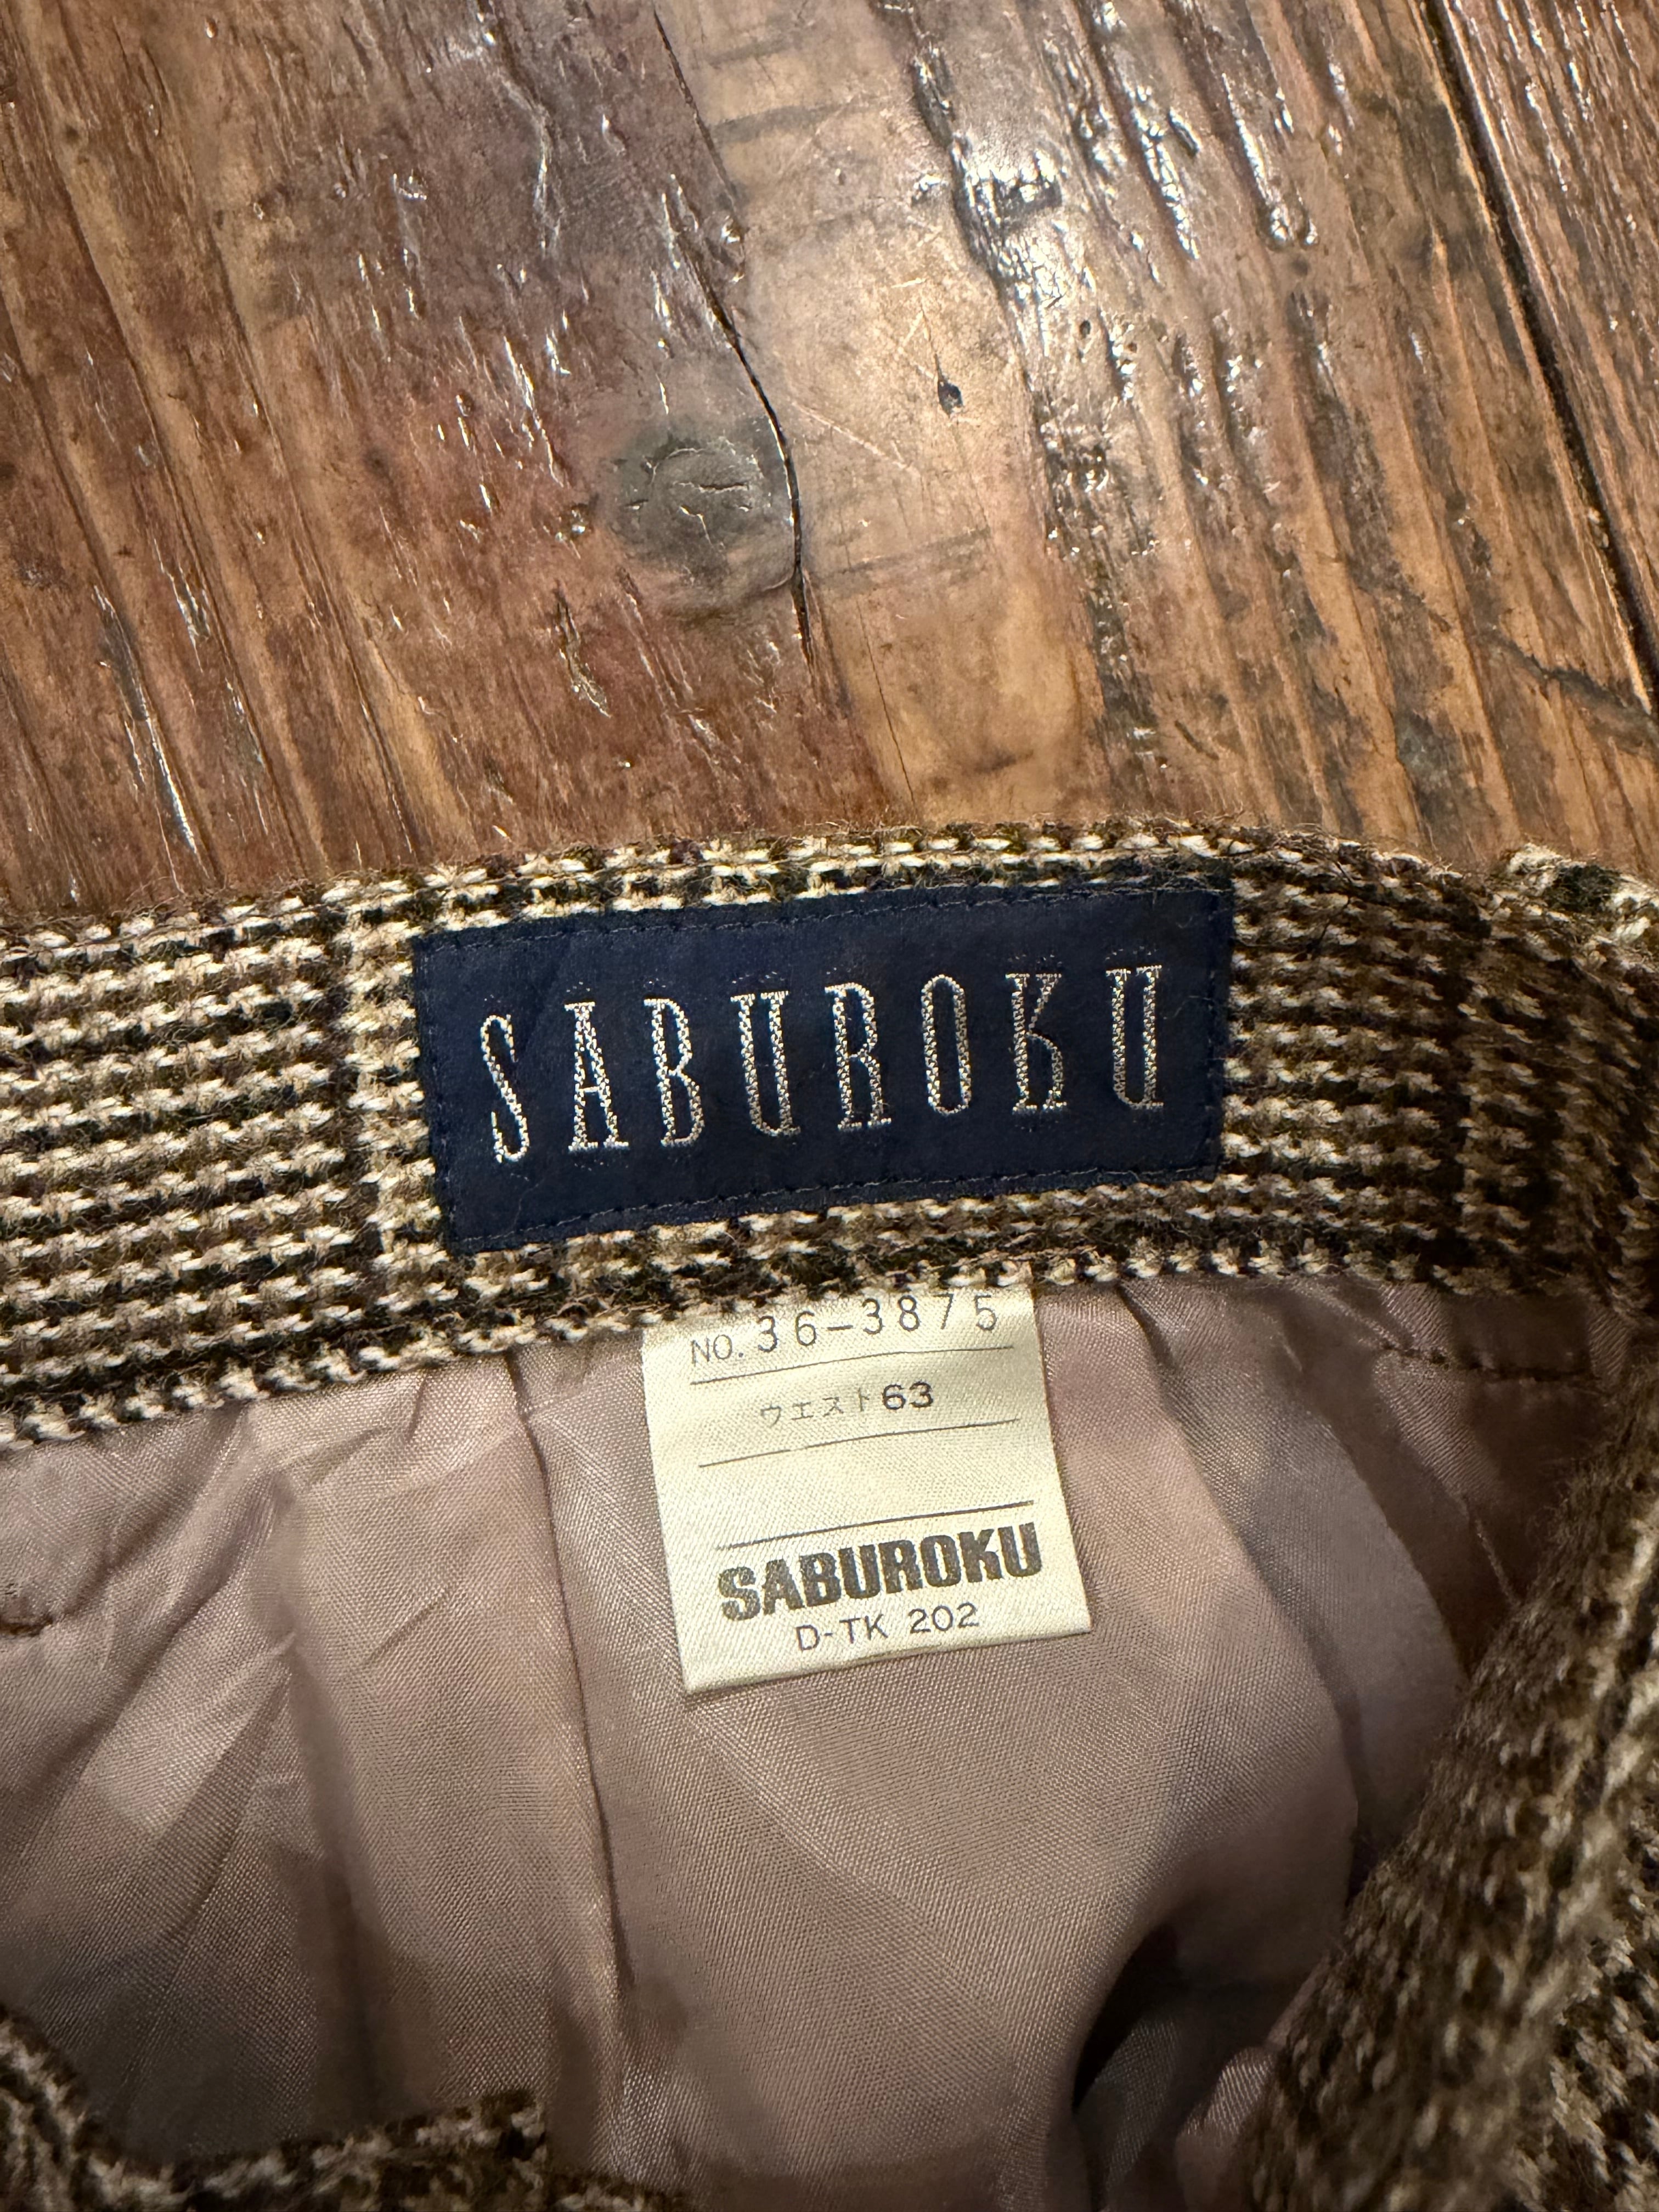 SABUROKU
NO. 36-3875
ウエスト63
SABUROKU
D-TK 202